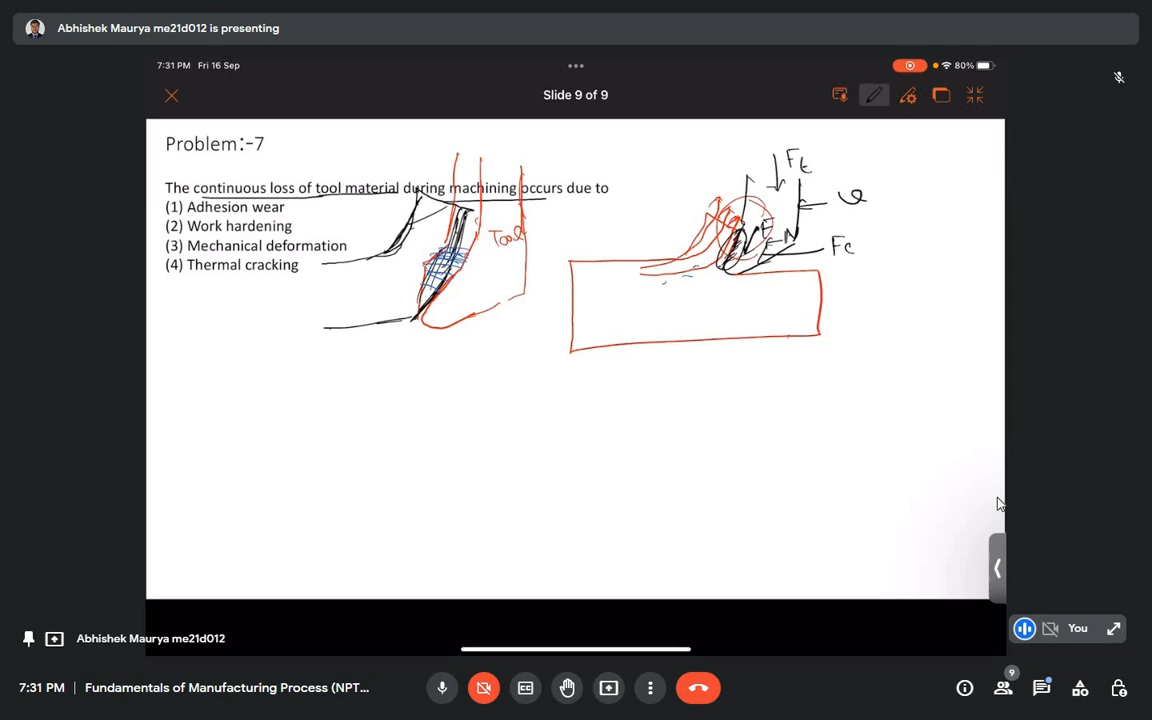 Abhishek Maurya me21d012 is presenting
7:31 PM Fri 16 Sep
80%
Slide 9 of 9
Problem:-7
The continuous loss of tool material during machining occurs due to
(1) Adhesion wear
(2) Work hardening
(3) Mechanical deformation
(4) Thermal cracking
Tool
Ft
F
N
Fc
Abhishek Maurya me21d012
You
7:31 PM | Fundamentals of Manufacturing Process (NPT...
9